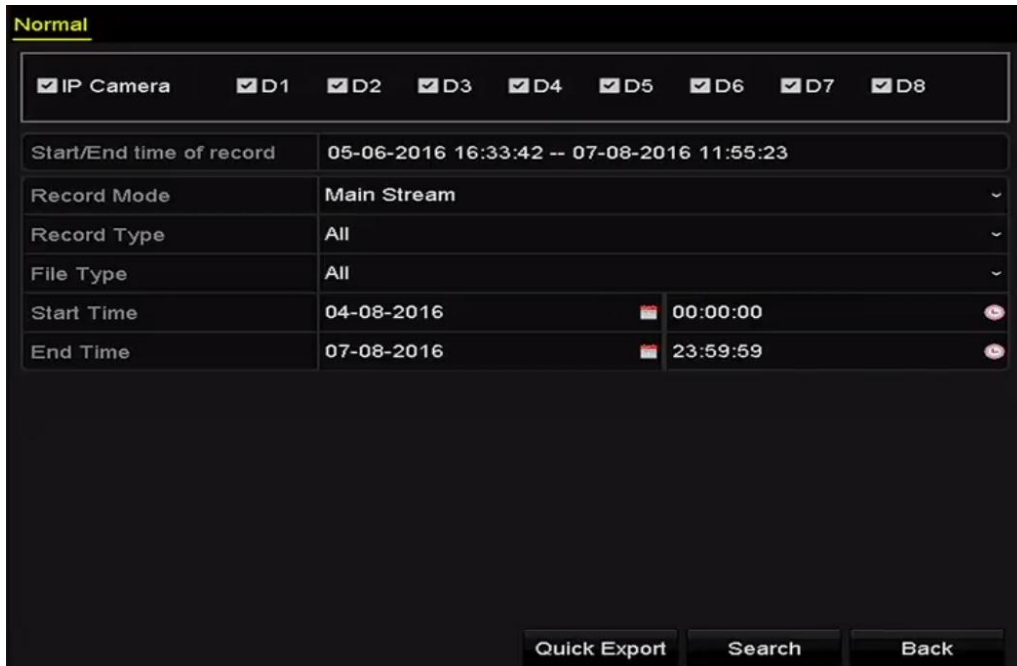 Normal
IP Camera D1 D2 D3 D4 D5 D6 D7 D8
Start/End time of record 05-06-2016 16:33:42 -- 07-08-2016 11:55:23
Record Mode Main Stream
Record Type All
File Type All
Start Time 04-08-2016 00:00:00
End Time 07-08-2016 23:59:59
Quick Export Search Back